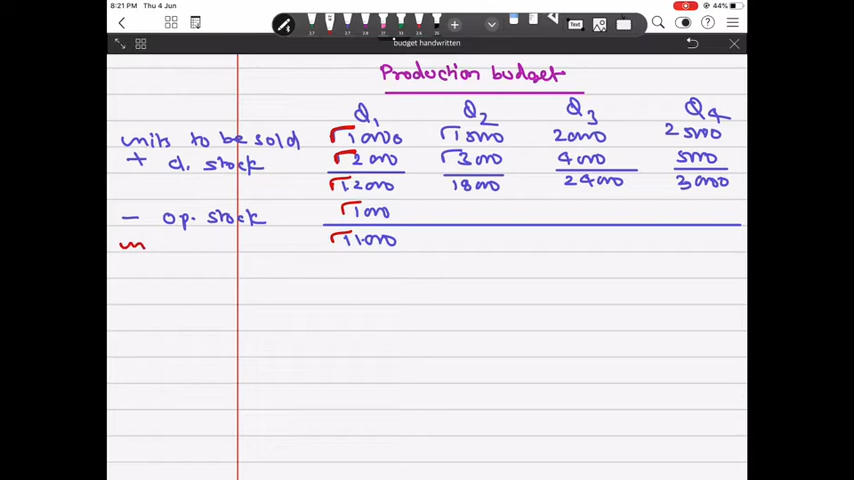 8:21 PM Thu 4 Jun 44%
Text
budget handwritten
Production budget
Q1 Q2 Q3 Q4
units to be sold 10000 15000 20000 25000
+ cl. stock 2000 3000 4000 5000
12000 18000 24000 30000
- op. stock 1000
11000